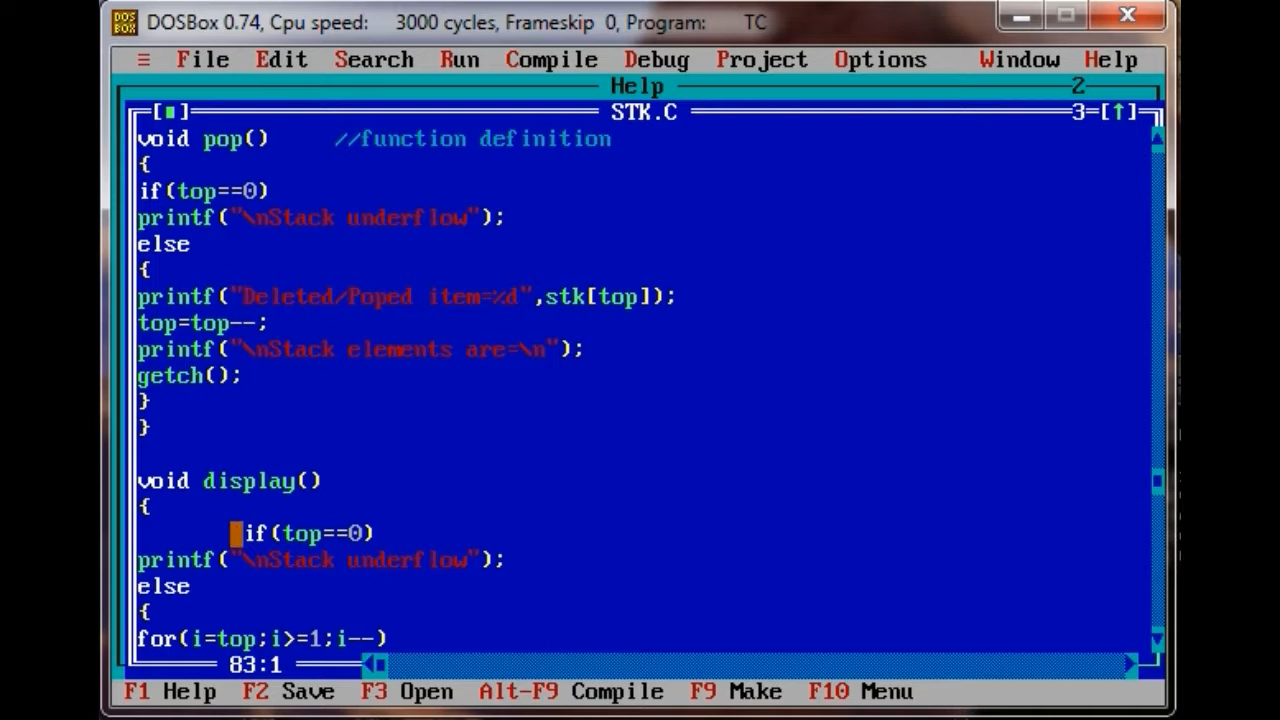 DOSBox 0.74, Cpu speed: 3000 cycles, Frameskip 0, Program: TC
≡ File Edit Search Run Compile Debug Project Options Window Help
Help 2
[■] STK.C 3=[↑]
void pop() //function definition
{
if(top==0)
printf("\nStack underflow");
else
{
printf("Deleted/Poped item=%d",stk[top]);
top=top--;
printf("\nStack elements are=\n");
getch();
}
}
void display()
{
if(top==0)
printf("\nStack underflow");
else
{
for(i=top;i>=1;i--)
83:1
F1 Help F2 Save F3 Open Alt-F9 Compile F9 Make F10 Menu